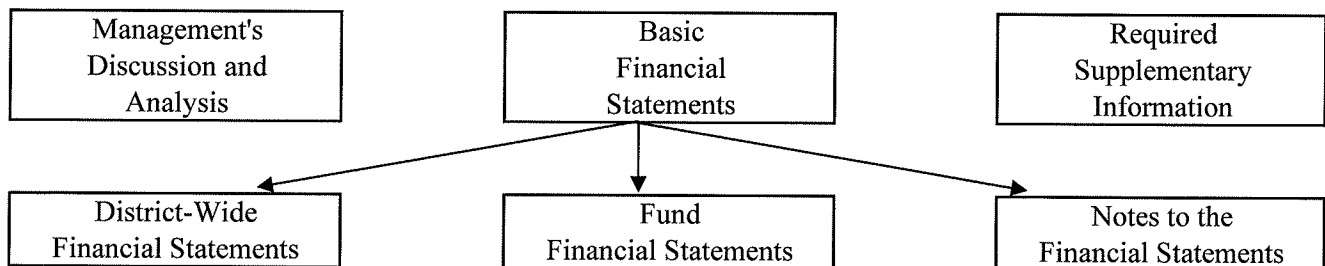 Management's
Discussion and
Analysis
Basic
Financial
Statements
Required
Supplementary
Information
District-Wide
Financial Statements
Fund
Financial Statements
Notes to the
Financial Statements